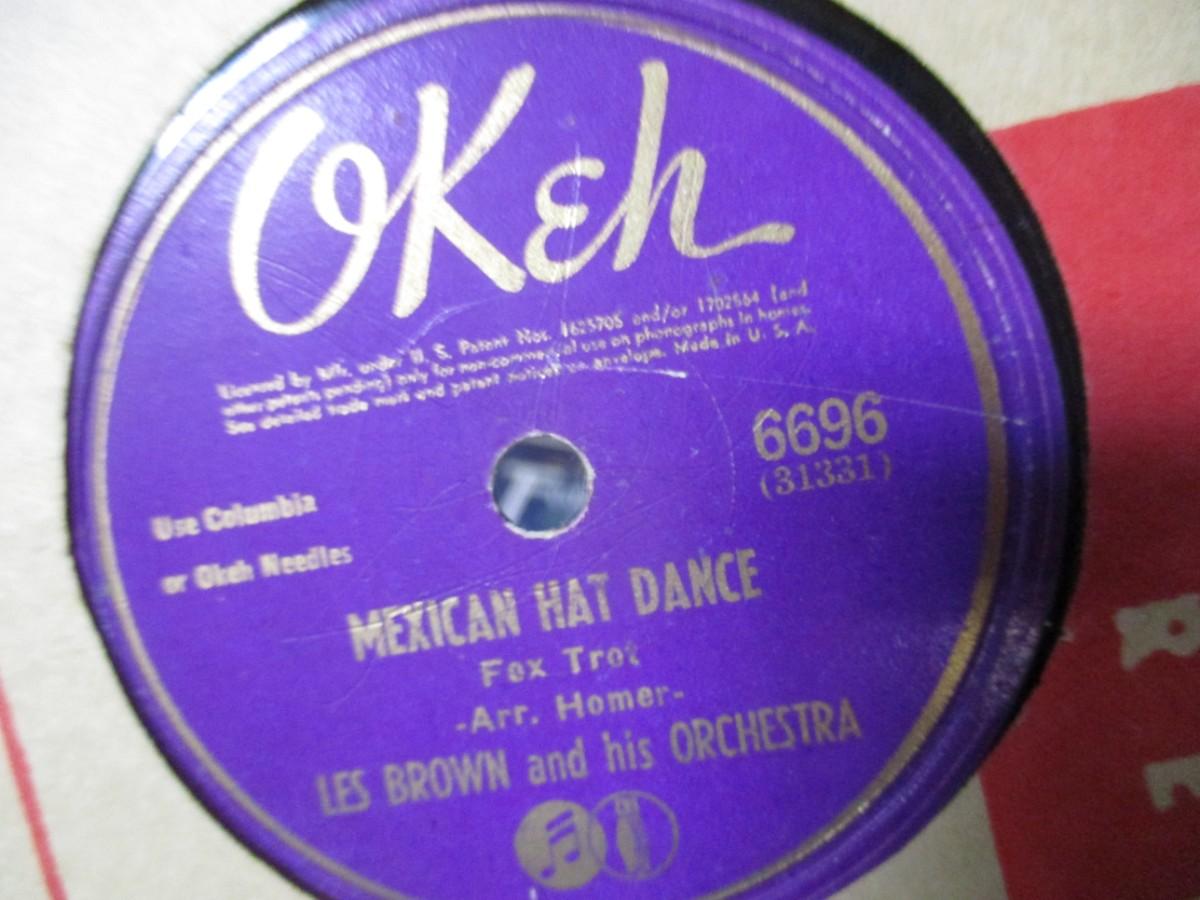 OKeh
Licensed by Mfr. under U. S. Patent Nos. 1625705 and/or 1702564 (and
other patents pending) only for non-commercial use on phonographs in homes.
See detailed trade mark and patent notices on envelope. Made in U. S. A.
6696
(31331)
Use Columbia
or Okeh Needles
MEXICAN HAT DANCE
Fox Trot
-Arr. Homer-
LES BROWN and his ORCHESTRA
R